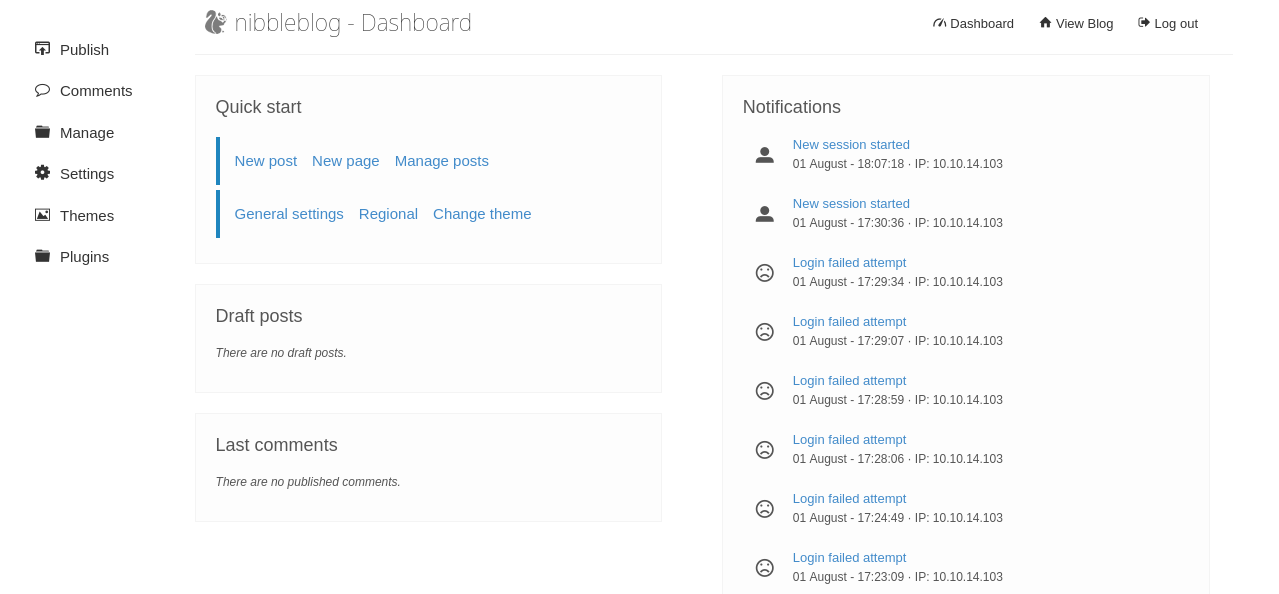 nibbleblog - Dashboard
Dashboard
View Blog
Log out
Publish
Comments
Manage
Settings
Themes
Plugins
Quick start
New post New page Manage posts
General settings Regional Change theme
Draft posts
There are no draft posts.
Last comments
There are no published comments.
Notifications
New session started
01 August - 18:07:18 · IP: 10.10.14.103
New session started
01 August - 17:30:36 · IP: 10.10.14.103
Login failed attempt
01 August - 17:29:34 · IP: 10.10.14.103
Login failed attempt
01 August - 17:29:07 · IP: 10.10.14.103
Login failed attempt
01 August - 17:28:59 · IP: 10.10.14.103
Login failed attempt
01 August - 17:28:06 · IP: 10.10.14.103
Login failed attempt
01 August - 17:24:49 · IP: 10.10.14.103
Login failed attempt
01 August - 17:23:09 · IP: 10.10.14.103